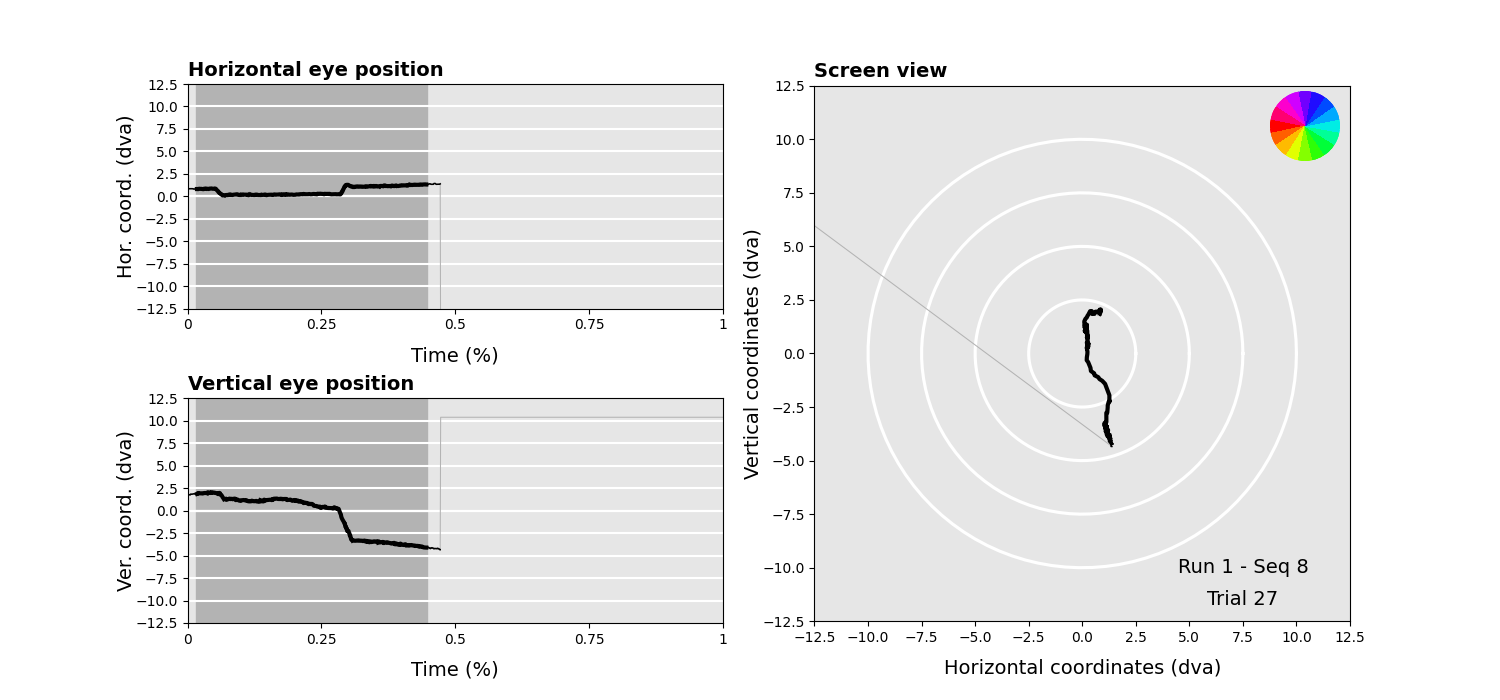 Horizontal eye position
12.5
10.0
7.5
5.0
2.5
0.0
−2.5
−5.0
−7.5
−10.0
−12.5
Hor. coord. (dva)
0 0.25 0.5 0.75 1
Time (%)
Vertical eye position
12.5
10.0
7.5
5.0
2.5
0.0
−2.5
−5.0
−7.5
−10.0
−12.5
Ver. coord. (dva)
0 0.25 0.5 0.75 1
Time (%)
Screen view
12.5
10.0
7.5
5.0
2.5
0.0
−2.5
−5.0
−7.5
−10.0
−12.5
Vertical coordinates (dva)
Run 1 - Seq 8
Trial 27
−12.5 −10.0 −7.5 −5.0 −2.5 0.0 2.5 5.0 7.5 10.0 12.5
Horizontal coordinates (dva)